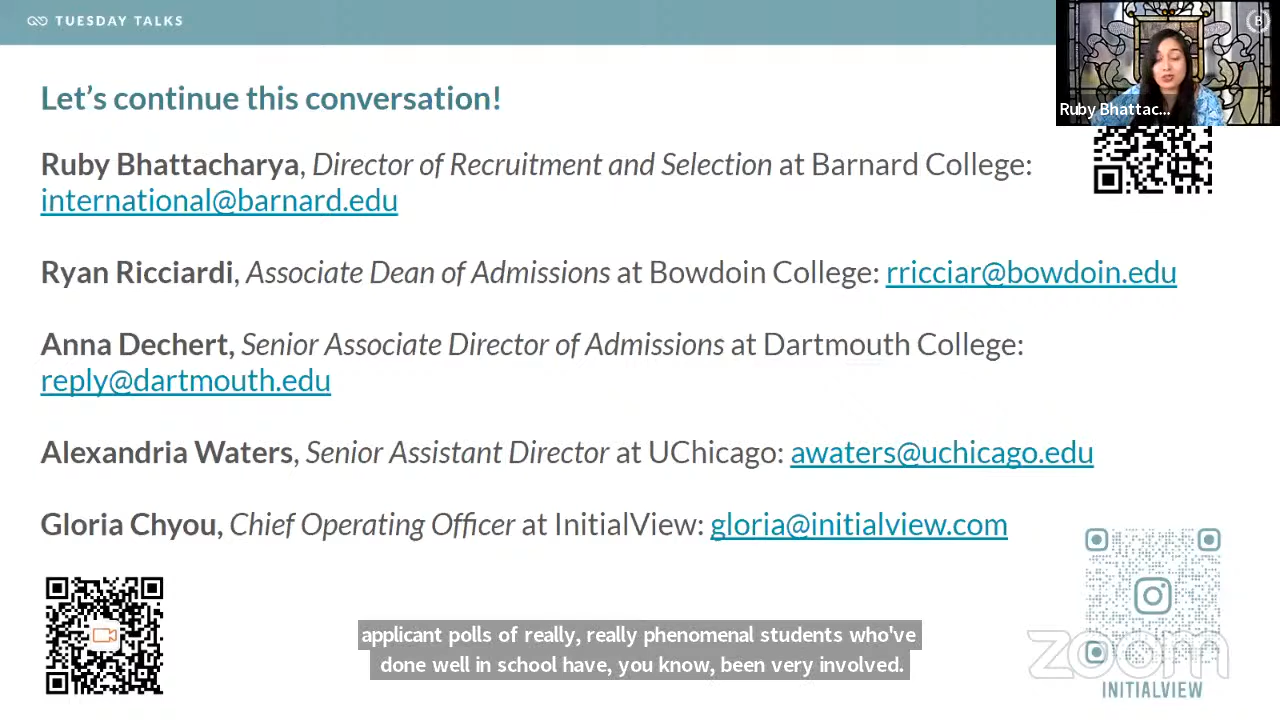 TUESDAY TALKS
B
Ruby Bhattac...
Let's continue this conversation!
Ruby Bhattacharya, Director of Recruitment and Selection at Barnard College:
international@barnard.edu
Ryan Ricciardi, Associate Dean of Admissions at Bowdoin College: rricciar@bowdoin.edu
Anna Dechert, Senior Associate Director of Admissions at Dartmouth College:
reply@dartmouth.edu
Alexandria Waters, Senior Assistant Director at UChicago: awaters@uchicago.edu
Gloria Chyou, Chief Operating Officer at InitialView: gloria@initialview.com
applicant polls of really, really phenomenal students who've
done well in school have, you know, been very involved.
zoom
INITIALVIEW